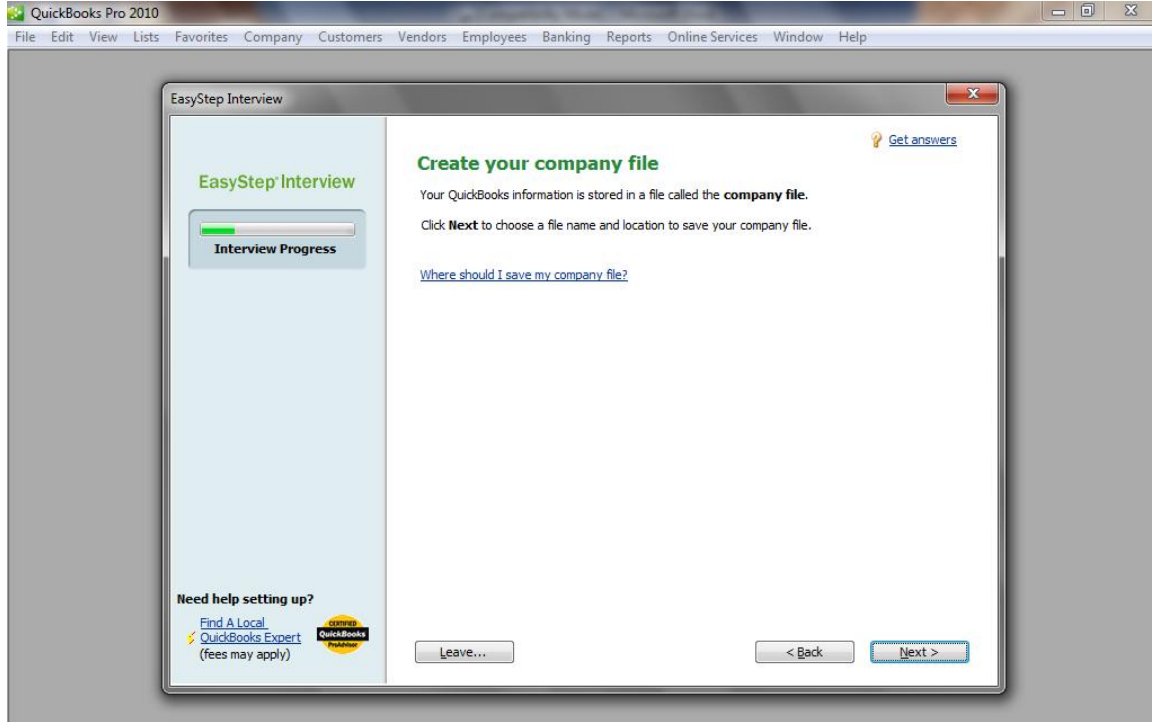 QuickBooks Pro 2010
File Edit View Lists Favorites Company Customers Vendors Employees Banking Reports Online Services Window Help
EasyStep Interview
Get answers
EasyStep Interview
Interview Progress
Create your company file
Your QuickBooks information is stored in a file called the company file.
Click Next to choose a file name and location to save your company file.
Where should I save my company file?
Need help setting up?
Find A Local
QuickBooks Expert
(fees may apply)
CERTIFIED
QuickBooks
ProAdvisor
Leave...
< Back
Next >